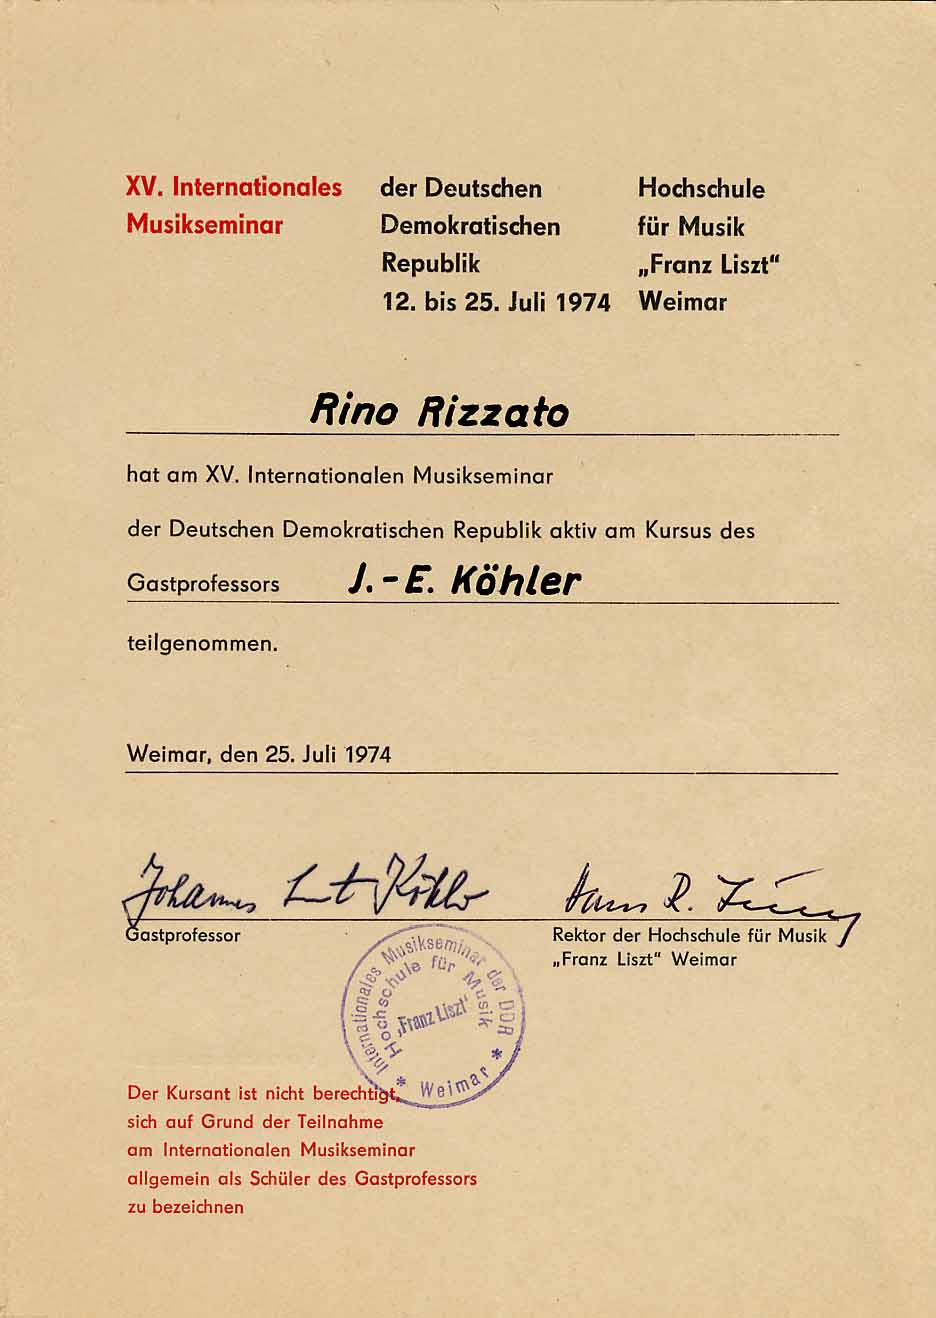 XV. Internationales
Musikseminar
der Deutschen
Demokratischen
Republik
12. bis 25. Juli 1974
Hochschule
für Musik
„Franz Liszt“
Weimar
Rino Rizzato
hat am XV. Internationalen Musikseminar
der Deutschen Demokratischen Republik aktiv am Kursus des
Gastprofessors J.-E. Köhler
teilgenommen.
Weimar, den 25. Juli 1974
Johannes Köhler
Hans R.
Gastprofessor
Rektor der Hochschule für Musik
„Franz Liszt“ Weimar
Internationales Musikseminar der DDR
Hochschule für Musik
„Franz Liszt“
* Weimar *
Der Kursant ist nicht berechtigt,
sich auf Grund der Teilnahme
am Internationalen Musikseminar
allgemein als Schüler des Gastprofessors
zu bezeichnen